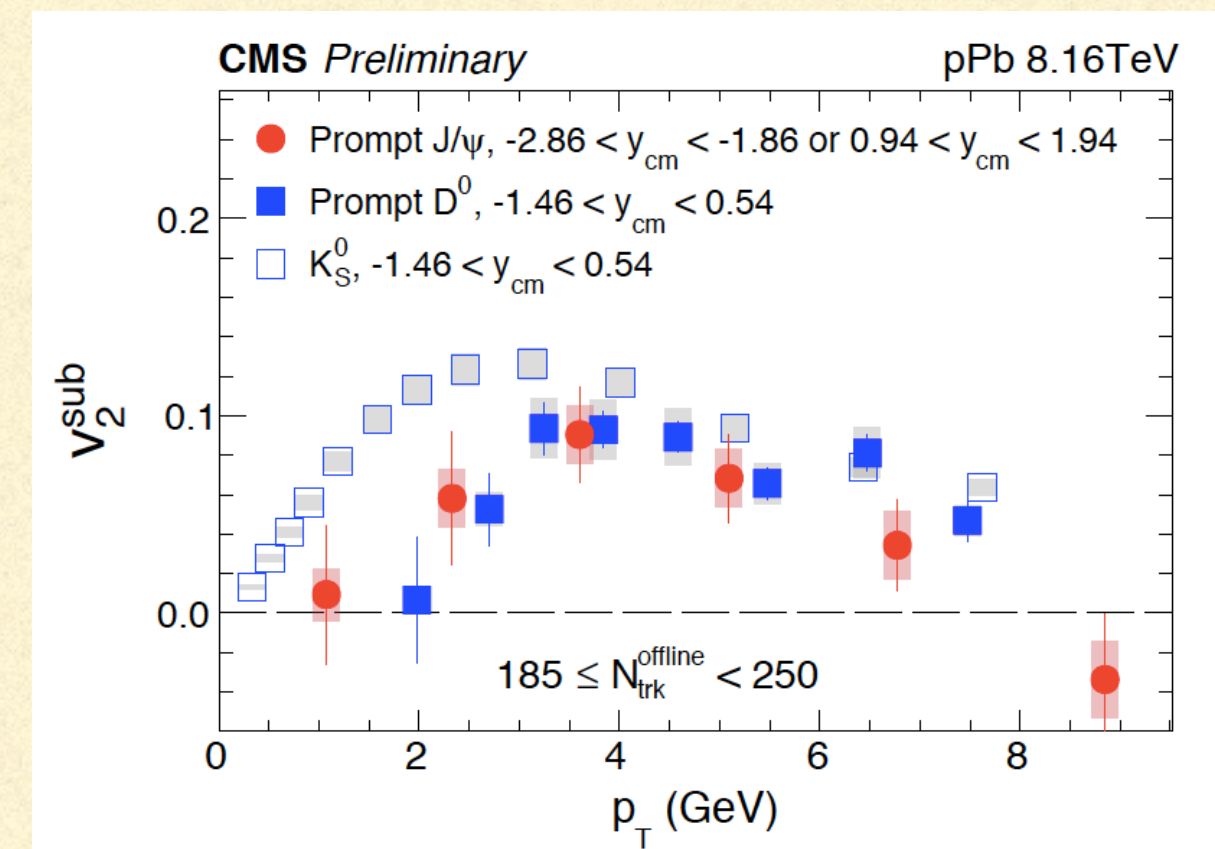 CMS Preliminary pPb 8.16TeV
Prompt J/ψ, -2.86 < y_cm < -1.86 or 0.94 < y_cm < 1.94
Prompt D^0, -1.46 < y_cm < 0.54
K_S^0, -1.46 < y_cm < 0.54
0.2
0.1
0.0
v_2^sub
185 ≤ N_trk^offline < 250
0 2 4 6 8
p_T (GeV)